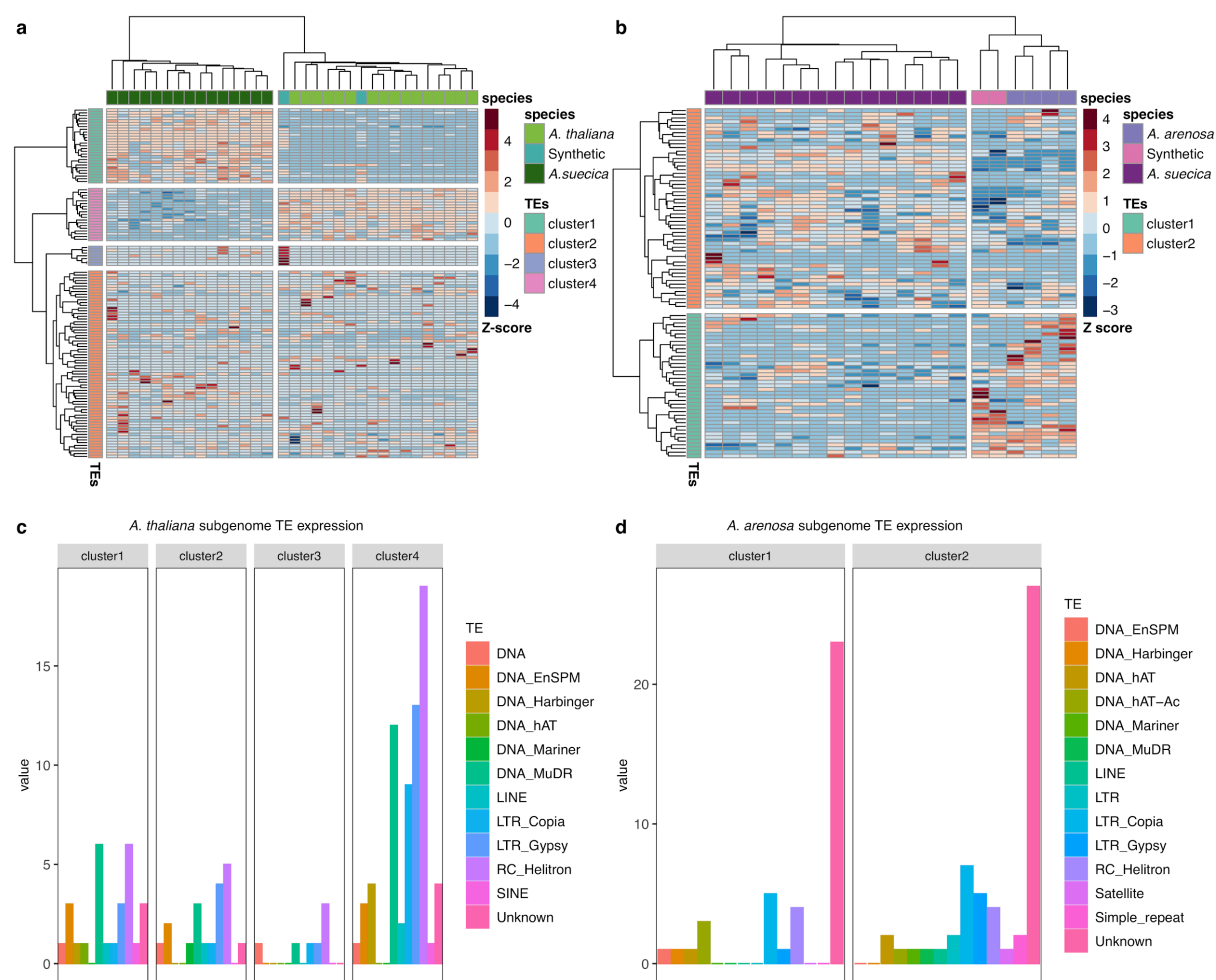 a
species
4
2
0
−2
−4
Z-score
species
A. thaliana
Synthetic
A.suecica
TEs
cluster1
cluster2
cluster3
cluster4
TEs
b
species
4
3
2
1
0
−1
−2
−3
Z score
species
A. arenosa
Synthetic
A. suecica
TEs
cluster1
cluster2
TEs
c
A. thaliana subgenome TE expression
cluster1 cluster2 cluster3 cluster4
value
15
10
5
0
TE
DNA
DNA_EnSPM
DNA_Harbinger
DNA_hAT
DNA_Mariner
DNA_MuDR
LINE
LTR_Copia
LTR_Gypsy
RC_Helitron
SINE
Unknown
d
A. arenosa subgenome TE expression
cluster1 cluster2
value
20
10
0
TE
DNA_EnSPM
DNA_Harbinger
DNA_hAT
DNA_hAT−Ac
DNA_Mariner
DNA_MuDR
LINE
LTR
LTR_Copia
LTR_Gypsy
RC_Helitron
Satellite
Simple_repeat
Unknown